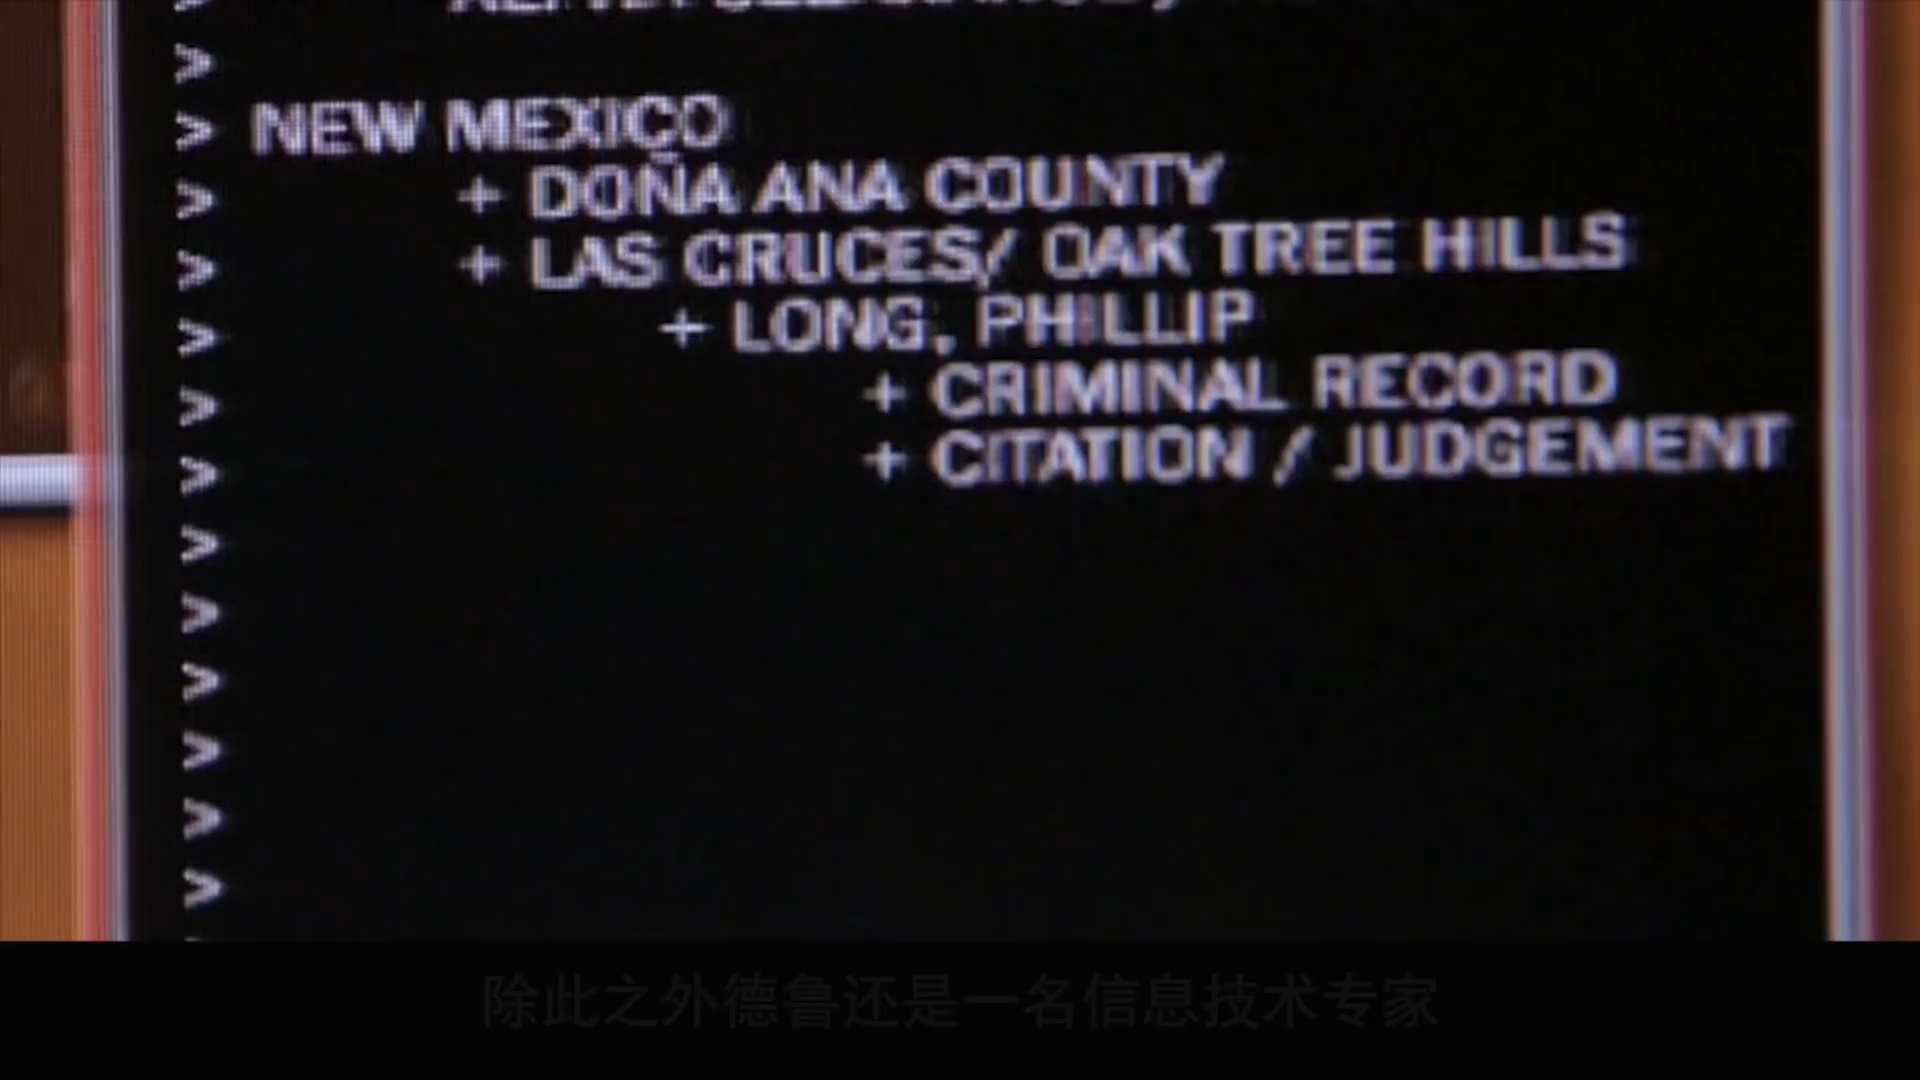 >
> NEW MEXICO
> + DOÑA ANA COUNTY
> + LAS CRUCES/ OAK TREE HILLS
> + LONG, PHILLIP
> + CRIMINAL RECORD
> + CITATION / JUDGEMENT
>
>
>
>
>
>
除此之外德鲁还是一名信息技术专家